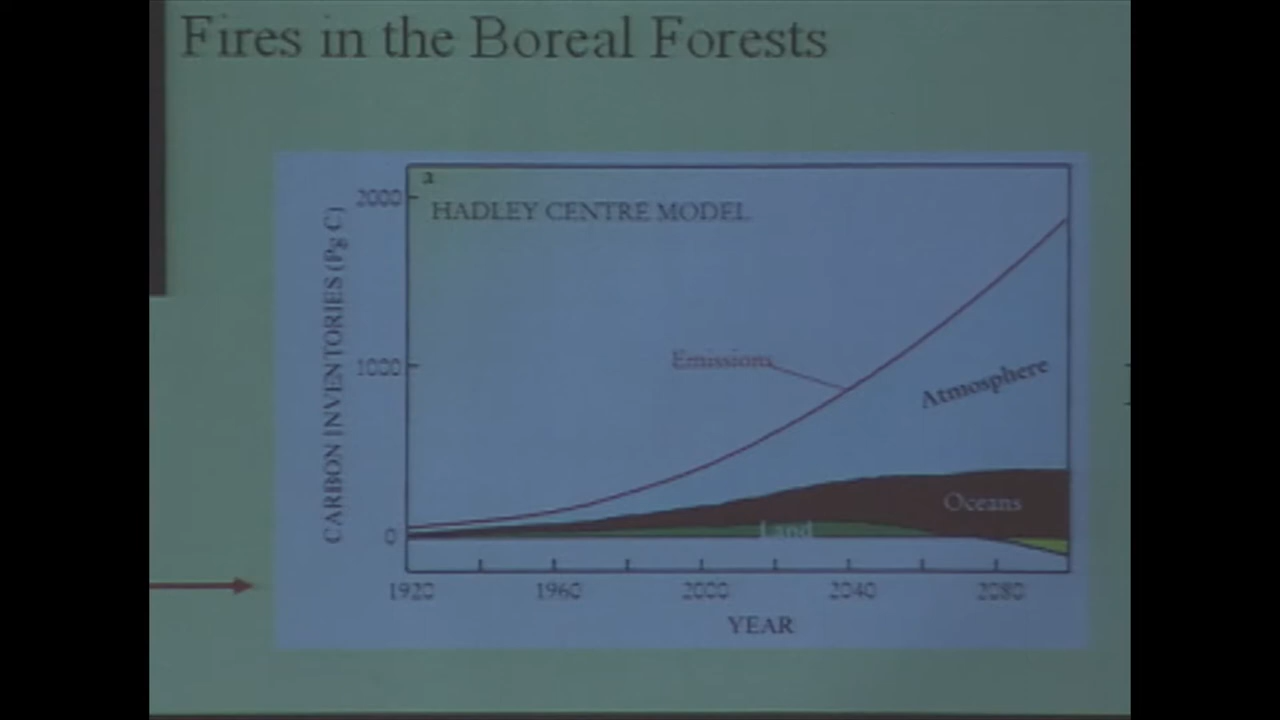 Fires in the Boreal Forests
a
HADLEY CENTRE MODEL
CARBON INVENTORIES (Pg C)
2000
1000
0
Emissions
Atmosphere
Oceans
Land
1920 1960 2000 2040 2080
YEAR